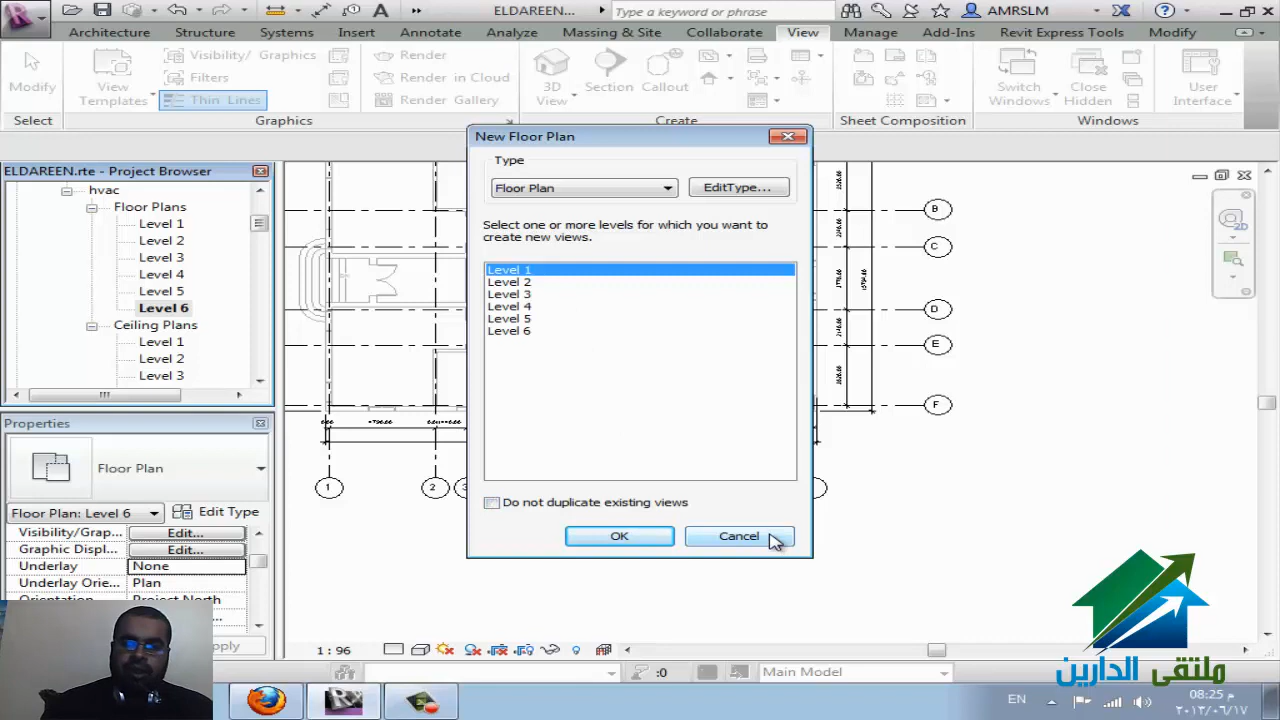 ELDAREEN...
Type a keyword or phrase
AMRSLM
Architecture Structure Systems Insert Annotate Analyze Massing & Site Collaborate View Manage Add-Ins Revit Express Tools Modify
Modify
View Templates
Visibility/ Graphics
Filters
Thin Lines
Render
Render in Cloud
Render Gallery
3D View
Section
Callout
Switch Windows
Close Hidden
User Interface
Select Graphics Create Sheet Composition Windows
ELDAREEN.rte - Project Browser
hvac
Floor Plans
Level 1
Level 2
Level 3
Level 4
Level 5
Level 6
Ceiling Plans
Level 1
Level 2
Level 3
Properties
Floor Plan
Floor Plan: Level 6
Edit Type
Visibility/Grap... Edit...
Graphic Displ... Edit...
Underlay None
Underlay Orie... Plan
Orientation Project North
New Floor Plan
Type
Floor Plan
EditType...
Select one or more levels for which you want to
create new views.
Level 1
Level 2
Level 3
Level 4
Level 5
Level 6
Do not duplicate existing views
OK
Cancel
B
C
D
E
F
1
2
1 : 96
:0
Main Model
ملتقى الدارين
EN
08:25 م
٢٠١٣/٠٦/١٧